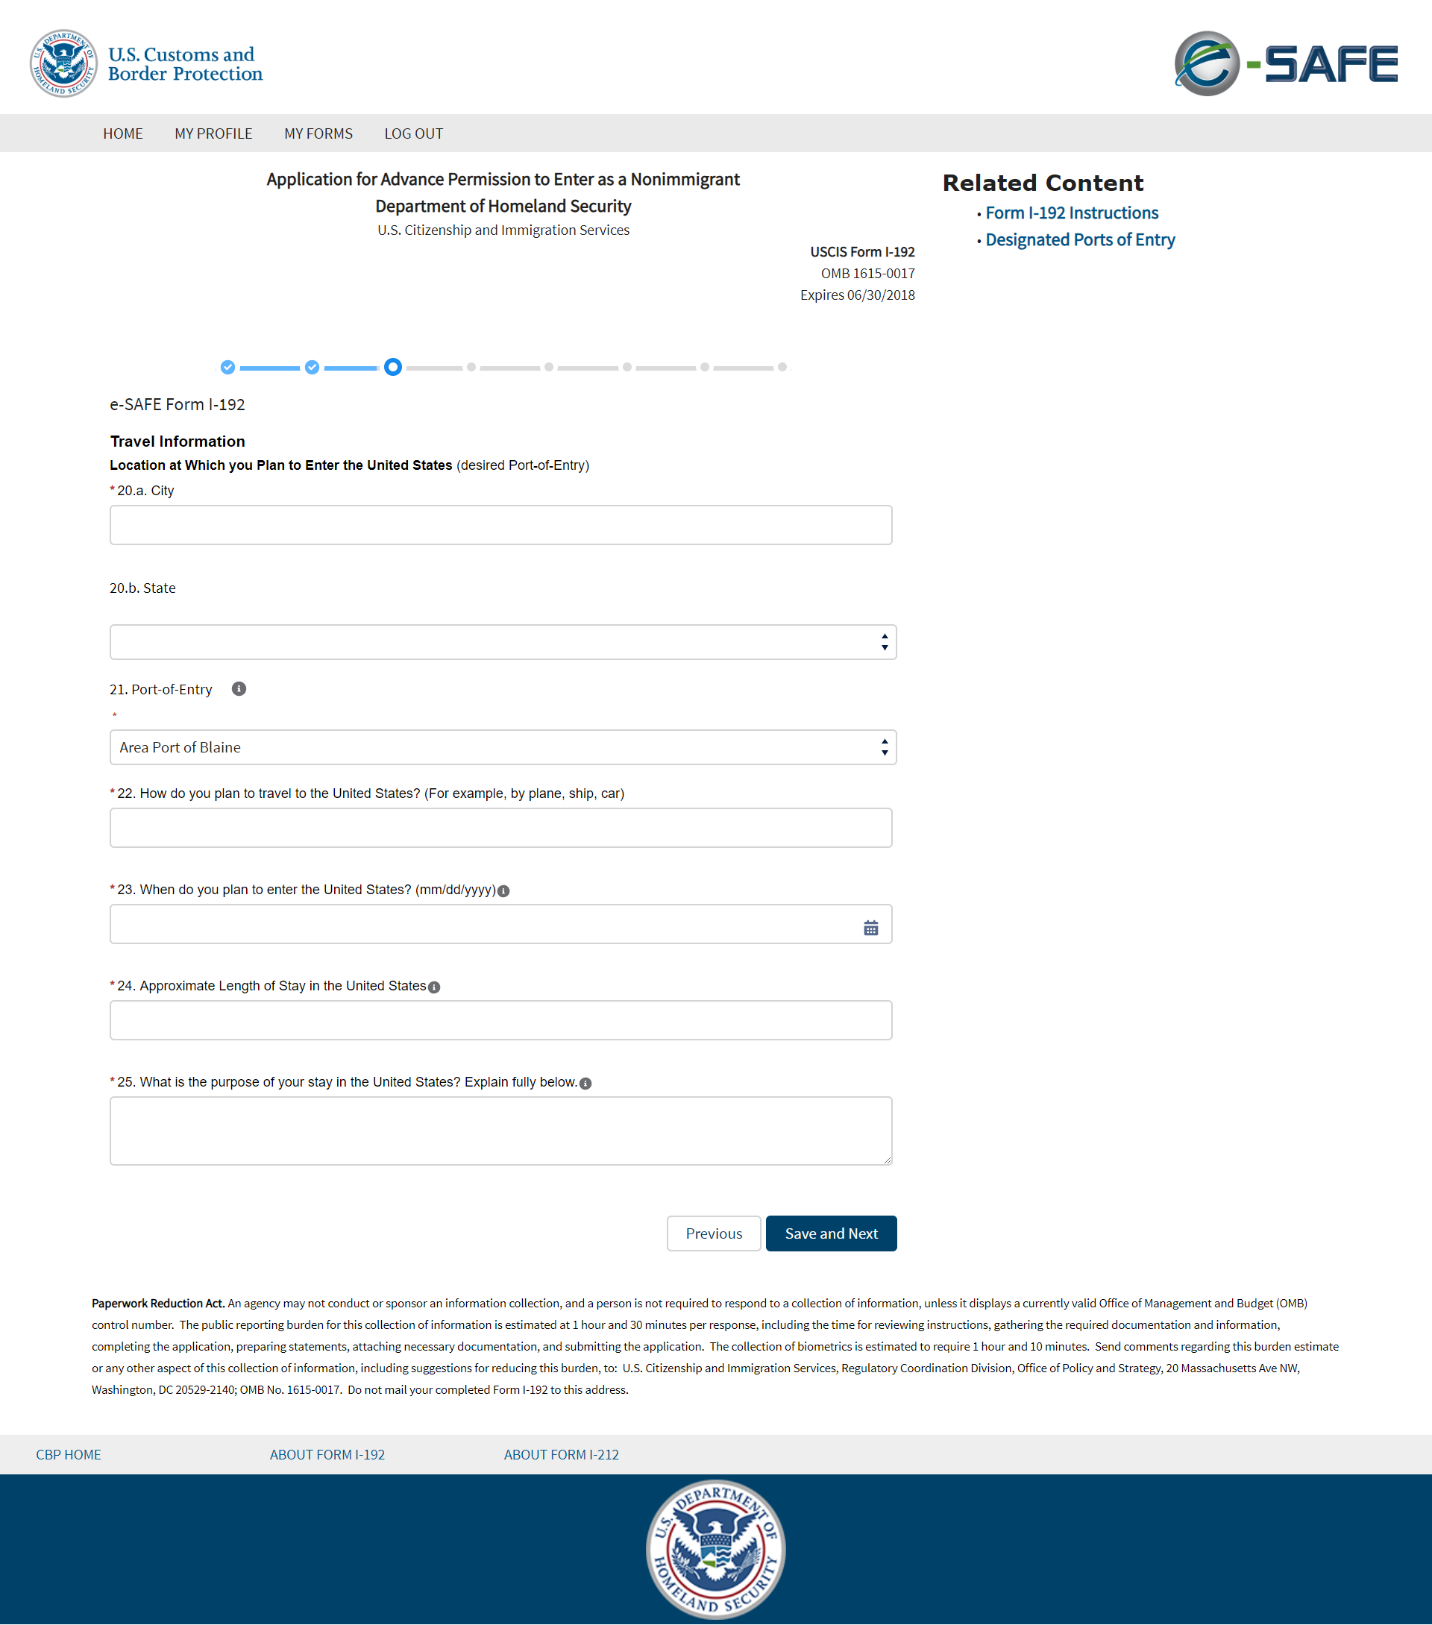 U.S. Customs and
Border Protection
e-SAFE
HOME MY PROFILE MY FORMS LOG OUT
Application for Advance Permission to Enter as a Nonimmigrant
Department of Homeland Security
U.S. Citizenship and Immigration Services
USCIS Form I-192
OMB 1615-0017
Expires 06/30/2018
Related Content
• Form I-192 Instructions
• Designated Ports of Entry
e-SAFE Form I-192
Travel Information
Location at Which you Plan to Enter the United States (desired Port-of-Entry)
* 20.a. City
20.b. State
21. Port-of-Entry
*
Area Port of Blaine
* 22. How do you plan to travel to the United States? (For example, by plane, ship, car)
* 23. When do you plan to enter the United States? (mm/dd/yyyy)
* 24. Approximate Length of Stay in the United States
* 25. What is the purpose of your stay in the United States? Explain fully below.
Previous Save and Next
Paperwork Reduction Act. An agency may not conduct or sponsor an information collection, and a person is not required to respond to a collection of information, unless it displays a currently valid Office of Management and Budget (OMB)
control number. The public reporting burden for this collection of information is estimated at 1 hour and 30 minutes per response, including the time for reviewing instructions, gathering the required documentation and information,
completing the application, preparing statements, attaching necessary documentation, and submitting the application. The collection of biometrics is estimated to require 1 hour and 10 minutes. Send comments regarding this burden estimate
or any other aspect of this collection of information, including suggestions for reducing this burden, to: U.S. Citizenship and Immigration Services, Regulatory Coordination Division, Office of Policy and Strategy, 20 Massachusetts Ave NW,
Washington, DC 20529-2140; OMB No. 1615-0017. Do not mail your completed Form I-192 to this address.
CBP HOME ABOUT FORM I-192 ABOUT FORM I-212
U.S. DEPARTMENT OF HOMELAND SECURITY